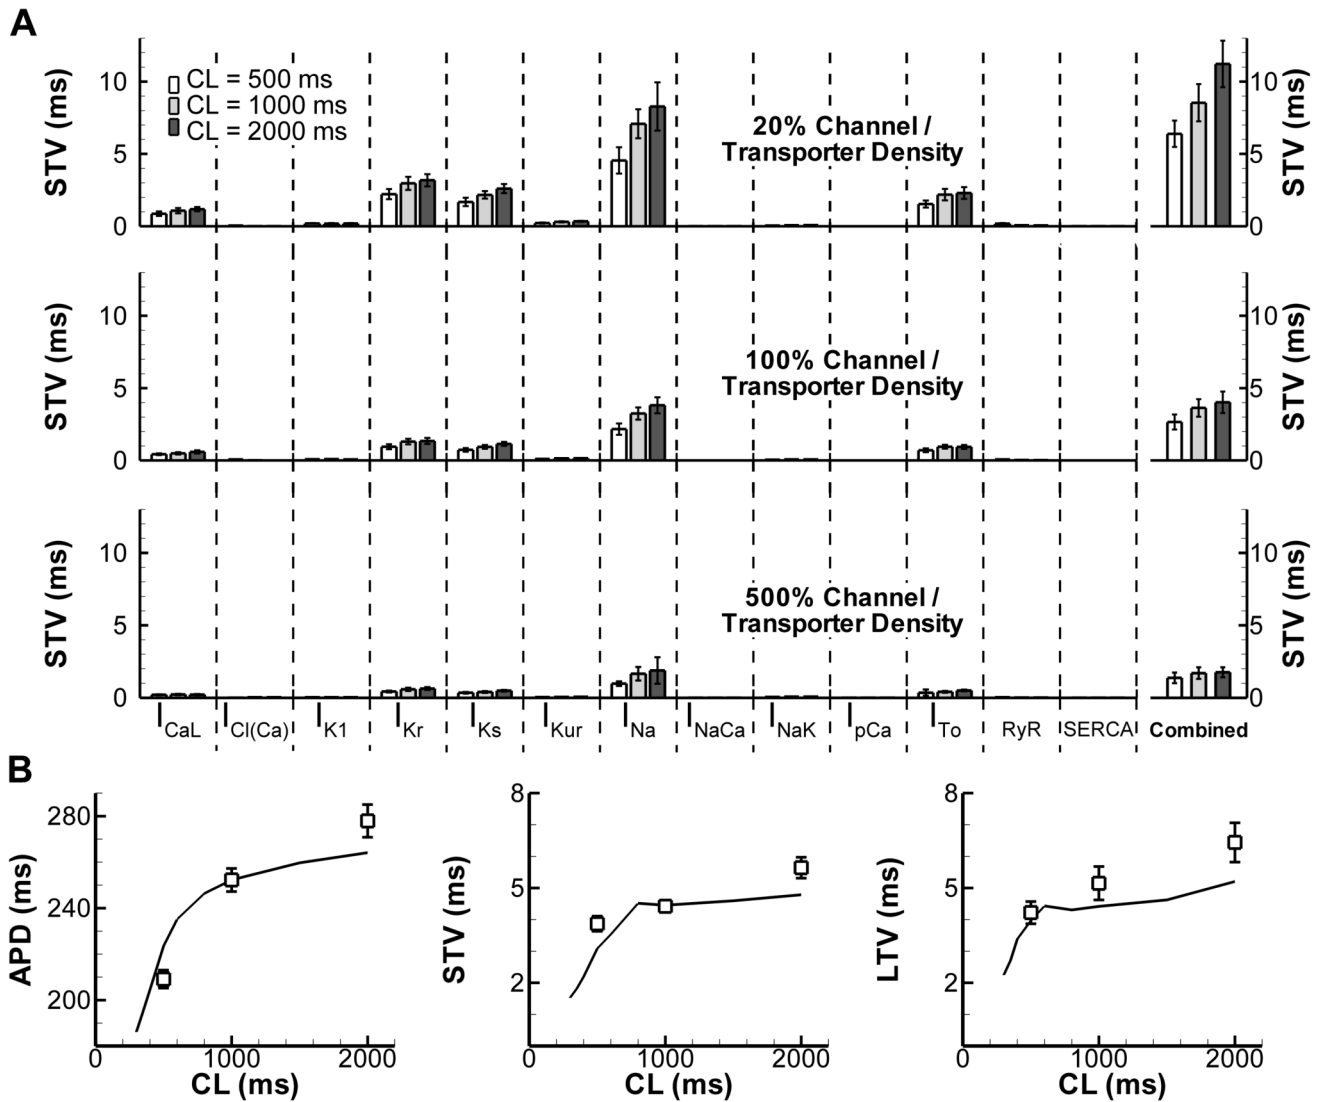 A
STV (ms)
10
5
0
CL = 500 ms
CL = 1000 ms
CL = 2000 ms
20% Channel /
Transporter Density
10
5
0
STV (ms)
STV (ms)
10
5
0
100% Channel /
Transporter Density
10
5
0
STV (ms)
STV (ms)
10
5
0
500% Channel /
Transporter Density
10
5
0
STV (ms)
ICaL ICl(Ca) IK1 IKr IKs IKur INa INaCa INaK IpCa ITo RyR SERCA Combined
B
APD (ms)
280
240
200
0 1000 2000
CL (ms)
STV (ms)
8
5
2
0 1000 2000
CL (ms)
LTV (ms)
8
5
2
0 1000 2000
CL (ms)